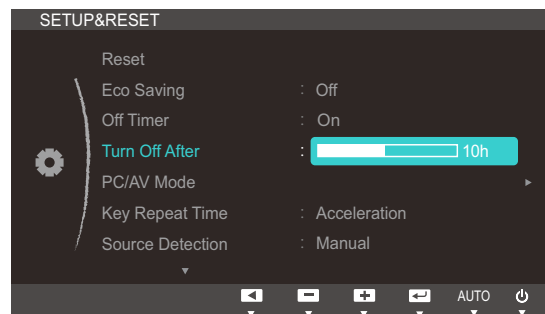 SETUP&RESET
Reset
Eco Saving : Off
Off Timer : On
Turn Off After : 10h
PC/AV Mode
Key Repeat Time : Acceleration
Source Detection : Manual
AUTO